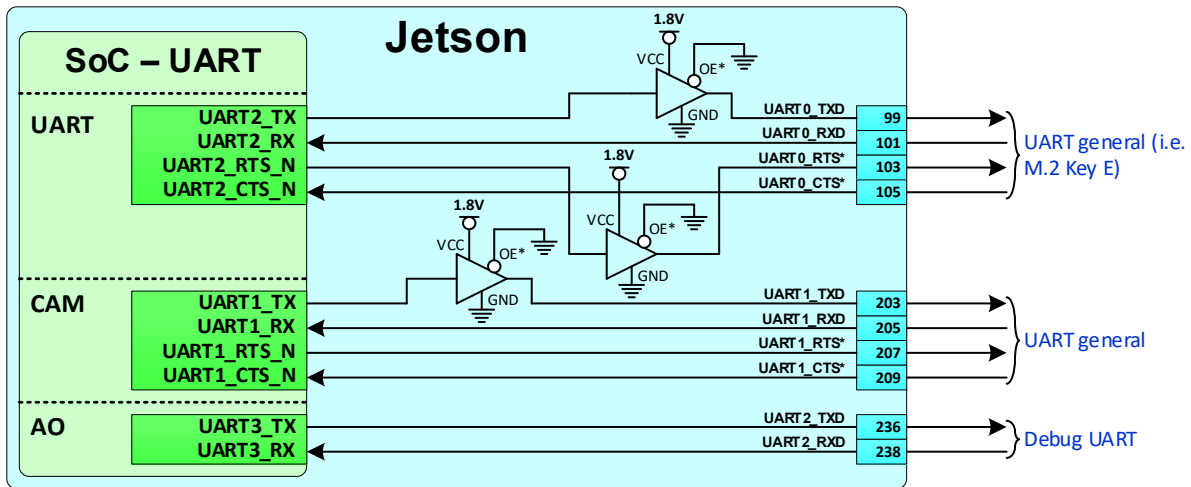 Jetson
SoC – UART
1.8V
VCC
OE*
GND
UART
UART2_TX
UART0_TXD
99
UART2_RX
UART0_RXD
101
UART2_RTS_N
UART0_RTS*
103
UART2_CTS_N
UART0_CTS*
105
UART general (i.e.
M.2 Key E)
1.8V
VCC
OE*
GND
1.8V
VCC
OE*
GND
CAM
UART1_TX
UART1_TXD
203
UART1_RX
UART1_RXD
205
UART1_RTS_N
UART1_RTS*
207
UART1_CTS_N
UART1_CTS*
209
UART general
AO
UART3_TX
UART2_TXD
236
UART3_RX
UART2_RXD
238
Debug UART